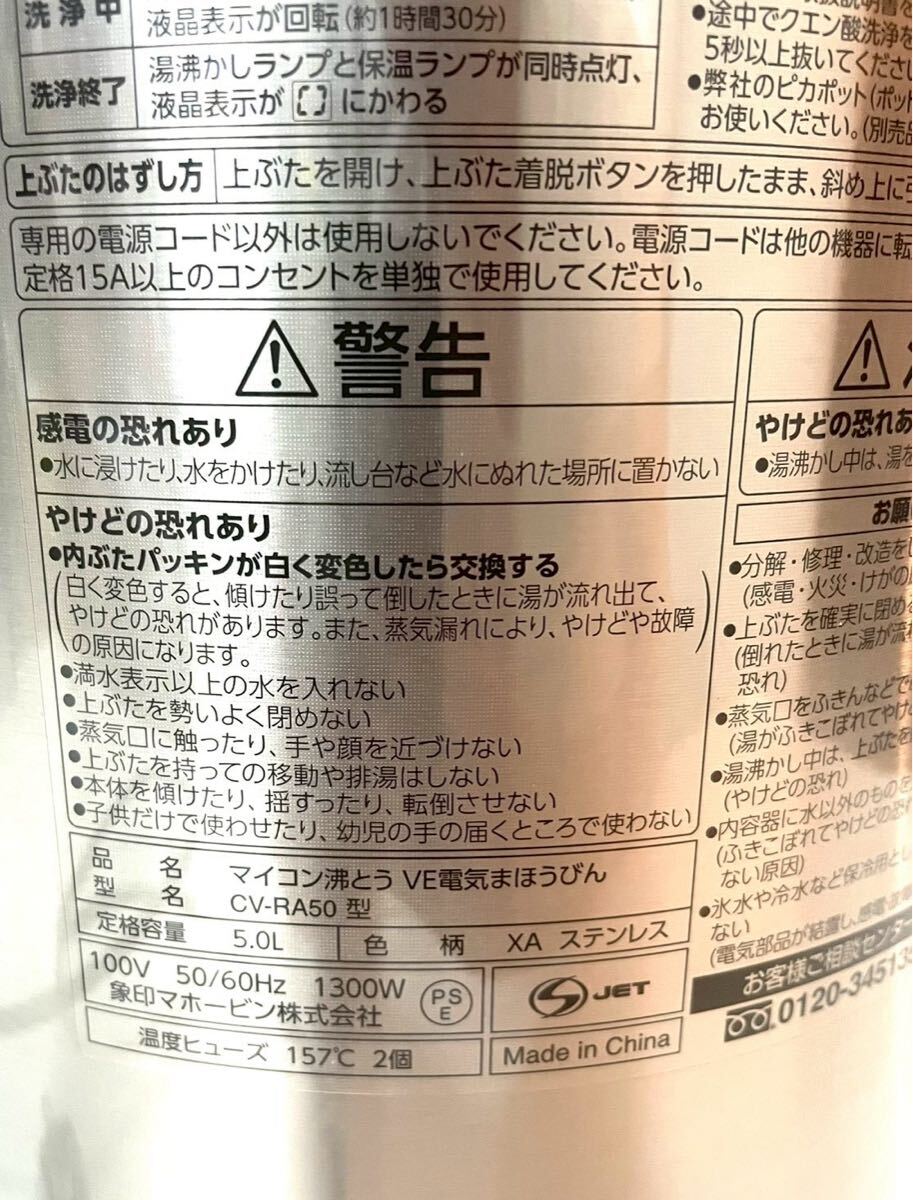 洗浄中
液晶表示が回転(約1時間30分)
洗浄終了
湯沸かしランプと保温ランプが同時点灯、
液晶表示が[ ]にかわる
●途中でクエン酸洗浄を
5秒以上抜いてくださ
●弊社のピカポット(ポッ
お使いください。(別売品
上ぶたのはずし方
上ぶたを開け、上ぶた着脱ボタンを押したまま、斜め上に
専用の電源コード以外は使用しないでください。電源コードは他の機器に転
定格15A以上のコンセントを単独で使用してください。
警告
感電の恐れあり
●水に浸けたり、水をかけたり、流し台など水にぬれた場所に置かない
やけどの恐れあり
●内ぶたパッキンが白く変色したら交換する
(白く変色すると、傾けたり誤って倒したときに湯が流れ出て、
やけどの恐れがあります。また、蒸気漏れにより、やけどや故障
の原因になります。)
●満水表示以上の水を入れない
●上ぶたを勢いよく閉めない
●蒸気口に触ったり、手や顔を近づけない
●上ぶたを持っての移動や排湯はしない
●本体を傾けたり、揺すったり、転倒させない
●子供だけで使わせたり、幼児の手の届くところで使わない
品名 マイコン沸とう VE電気まほうびん
型名 CV-RA50 型
定格容量 5.0L 色柄 XA ステンレス
100V 50/60Hz 1300W
象印マホービン株式会社
PSE
JET
温度ヒューズ 157℃ 2個
Made in China
やけどの恐れあ
●湯沸かし中は、湯を
お願
●分解・修理・改造を
(感電・火災・けがの
●上ぶたを確実に閉め
(倒れたときに湯が流
恐れ)
●蒸気口をふきんなどで
(湯がふきこぼれてやけ
●湯沸かし中は、上ぶたを
(やけどの恐れ)
●内容器に水以外のものを
(ふきこぼれてやけどの恐
ない原因)
●氷水や冷水など保冷用と
ない
(電気部品が結露し、感電・
お客様ご相談センター
0120-34513